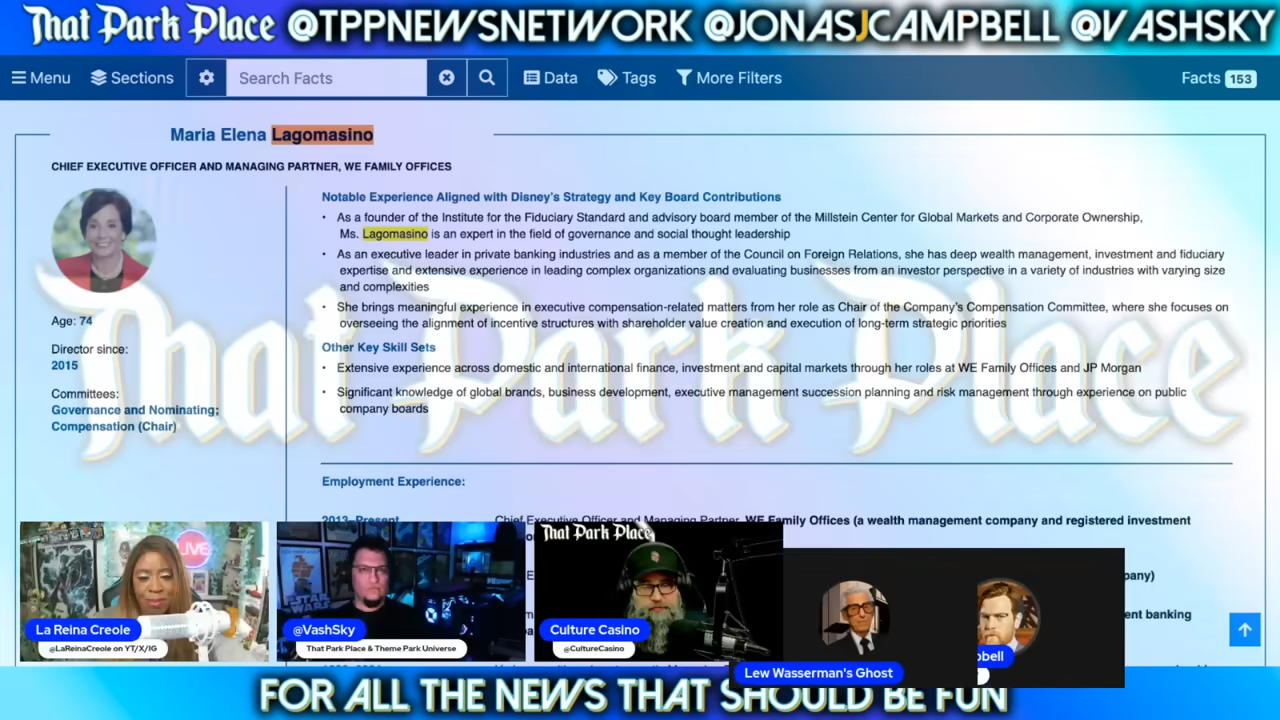 That Park Place @TPPNEWSNETWORK @JONASJCAMPBELL @VASHSKY
Menu Sections Search Facts Data Tags More Filters Facts 153
Maria Elena Lagomasino
CHIEF EXECUTIVE OFFICER AND MANAGING PARTNER, WE FAMILY OFFICES
Notable Experience Aligned with Disney's Strategy and Key Board Contributions
• As a founder of the Institute for the Fiduciary Standard and advisory board member of the Millstein Center for Global Markets and Corporate Ownership,
Ms. Lagomasino is an expert in the field of governance and social thought leadership
• As an executive leader in private banking industries and as a member of the Council on Foreign Relations, she has deep wealth management, investment and fiduciary
expertise and extensive experience in leading complex organizations and evaluating businesses from an investor perspective in a variety of industries with varying size
and complexities
• She brings meaningful experience in executive compensation-related matters from her role as Chair of the Company's Compensation Committee, where she focuses on
overseeing the alignment of incentive structures with shareholder value creation and execution of long-term strategic priorities
Age: 74
Director since:
2015
Committees:
Governance and Nominating;
Compensation (Chair)
Other Key Skill Sets
• Extensive experience across domestic and international finance, investment and capital markets through her roles at WE Family Offices and JP Morgan
• Significant knowledge of global brands, business development, executive management succession planning and risk management through experience on public
company boards
That Park Place
Employment Experience:
2013–Present Chief Executive Officer and Managing Partner, WE Family Offices (a wealth management company and registered investment
pany)
ent banking
LIVE
STAR WARS
That Park Place
La Reina Creole
@LaReinaCreole on YT/X/IG
@VashSky
That Park Place & Theme Park Universe
Culture Casino
@CultureCasino
Lew Wasserman's Ghost
bell
FOR ALL THE NEWS THAT SHOULD BE FUN